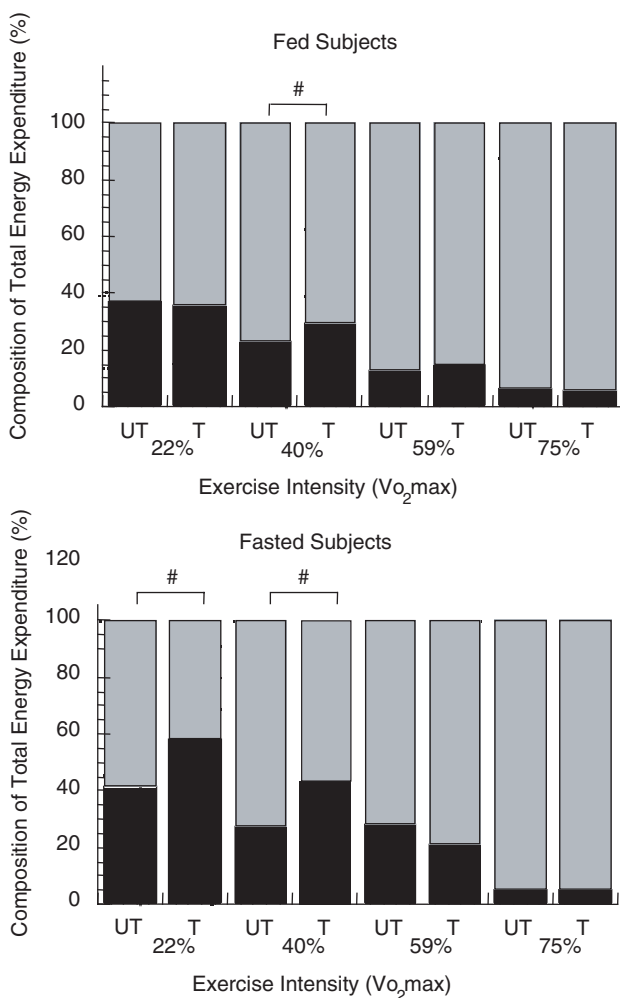 Fed Subjects
Composition of Total Energy Expenditure (%)
#
100
80
60
40
20
0
UT T UT T UT T UT T
22% 40% 59% 75%
Exercise Intensity (Vo2max)
Fasted Subjects
Composition of Total Energy Expenditure (%)
120
# #
100
80
60
40
20
0
UT T UT T UT T UT T
22% 40% 59% 75%
Exercise Intensity (Vo2max)